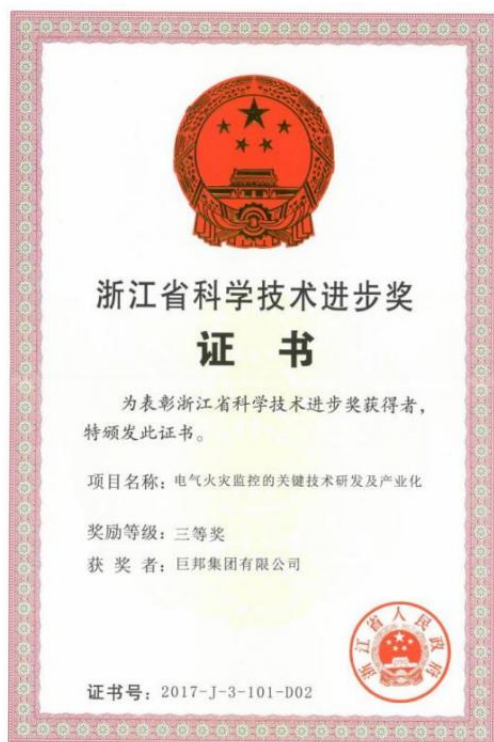 浙江省科学技术进步奖
证 书
为表彰浙江省科学技术进步奖获得者，
特颁发此证书。
项目名称：电气火灾监控的关键技术研发及产业化
奖励等级：三等奖
获 奖 者：巨邦集团有限公司
浙江省人民政府
证书号：2017-J-3-101-D02